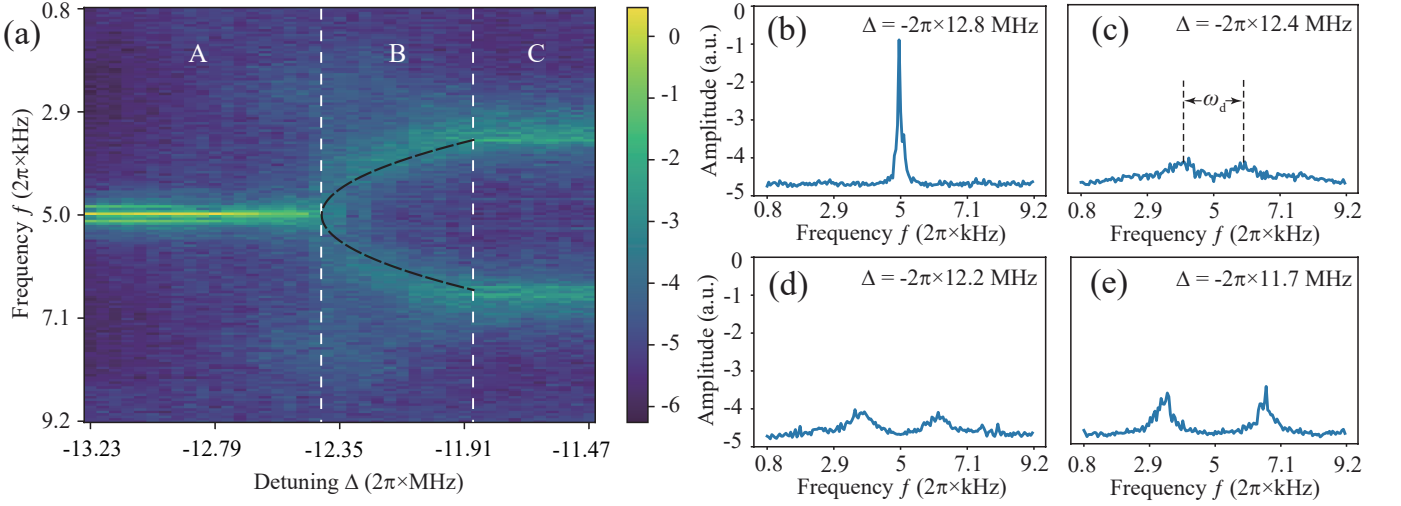 (a)
A
B
C
0.8
2.9
5.0
7.1
9.2
Frequency f (2π×kHz)
-13.23
-12.79
-12.35
-11.91
-11.47
Detuning Δ (2π×MHz)
0
-1
-2
-3
-4
-5
-6
(b)
Δ = -2π×12.8 MHz
0
-1
-2
-3
-4
-5
Amplitude (a.u.)
0.8
2.9
5
7.1
9.2
Frequency f (2π×kHz)
(c)
Δ = -2π×12.4 MHz
ωd
0.8
2.9
5
7.1
9.2
Frequency f (2π×kHz)
(d)
Δ = -2π×12.2 MHz
0
-1
-2
-3
-4
-5
Amplitude (a.u.)
0.8
2.9
5
7.1
9.2
Frequency f (2π×kHz)
(e)
Δ = -2π×11.7 MHz
0.8
2.9
5
7.1
9.2
Frequency f (2π×kHz)